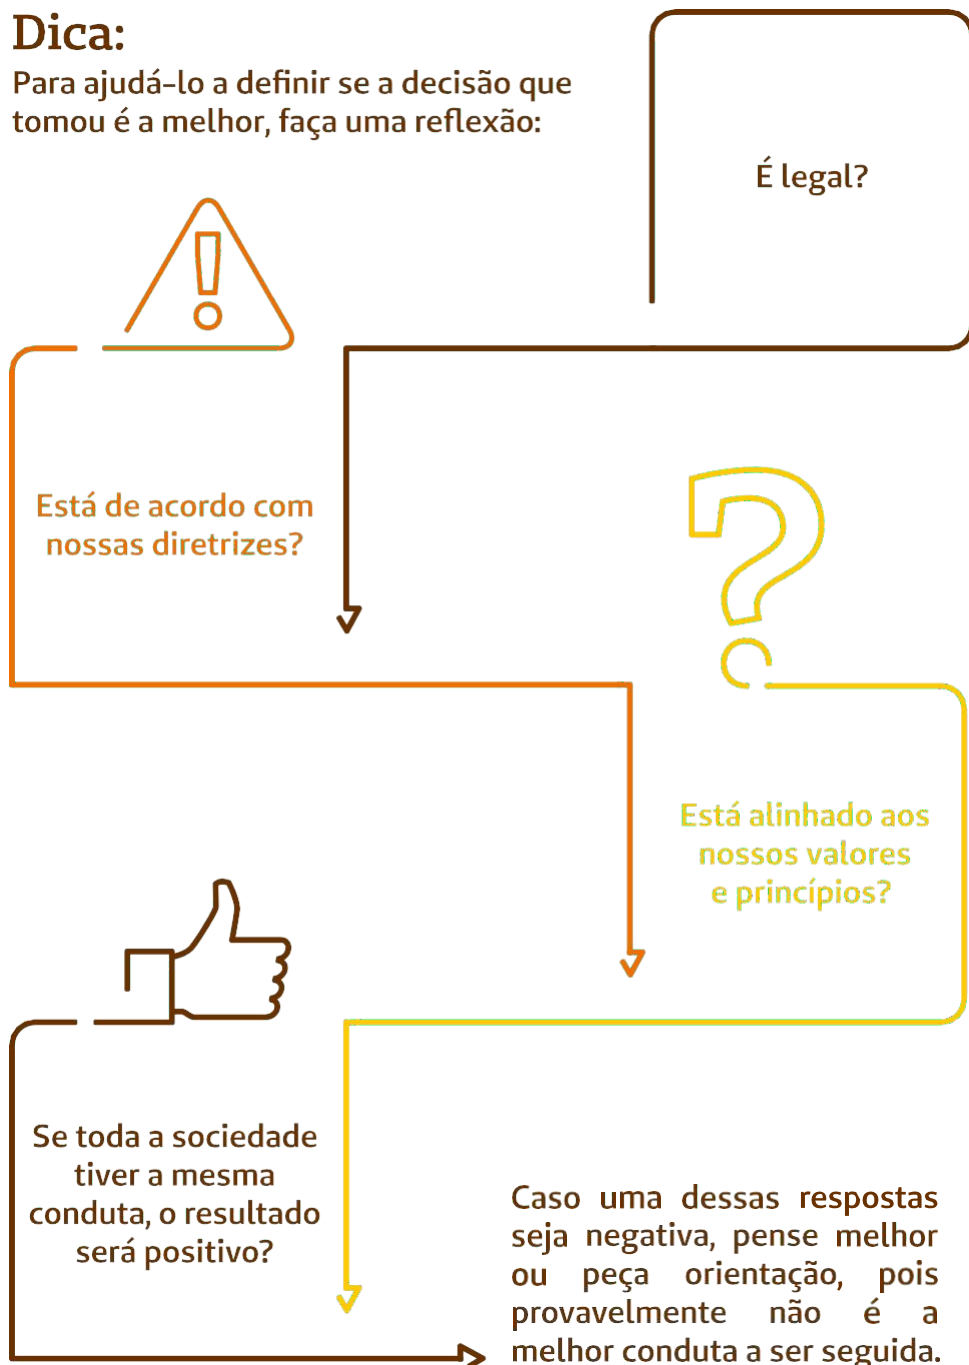 Dica:
Para ajudá-lo a definir se a decisão que
tomou é a melhor, faça uma reflexão:
É legal?
Está de acordo com
nossas diretrizes?
Está alinhado aos
nossos valores
e princípios?
Se toda a sociedade
tiver a mesma
conduta, o resultado
será positivo?
Caso uma dessas respostas
seja negativa, pense melhor
ou peça orientação, pois
provavelmente não é a
melhor conduta a ser seguida.